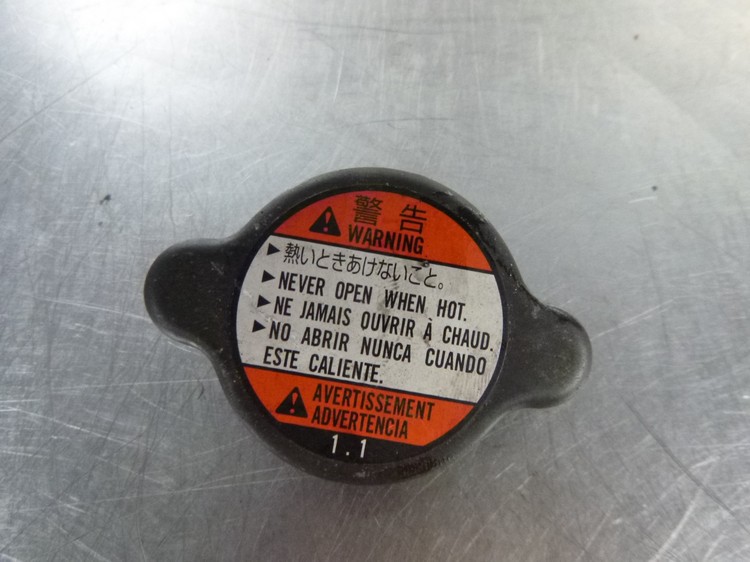 警告
WARNING
熱いときあけないこと。
NEVER OPEN WHEN HOT.
NE JAMAIS OUVRIR À CHAUD.
NO ABRIR NUNCA CUANDO
ESTE CALIENTE.
AVERTISSEMENT
ADVERTENCIA
1.1